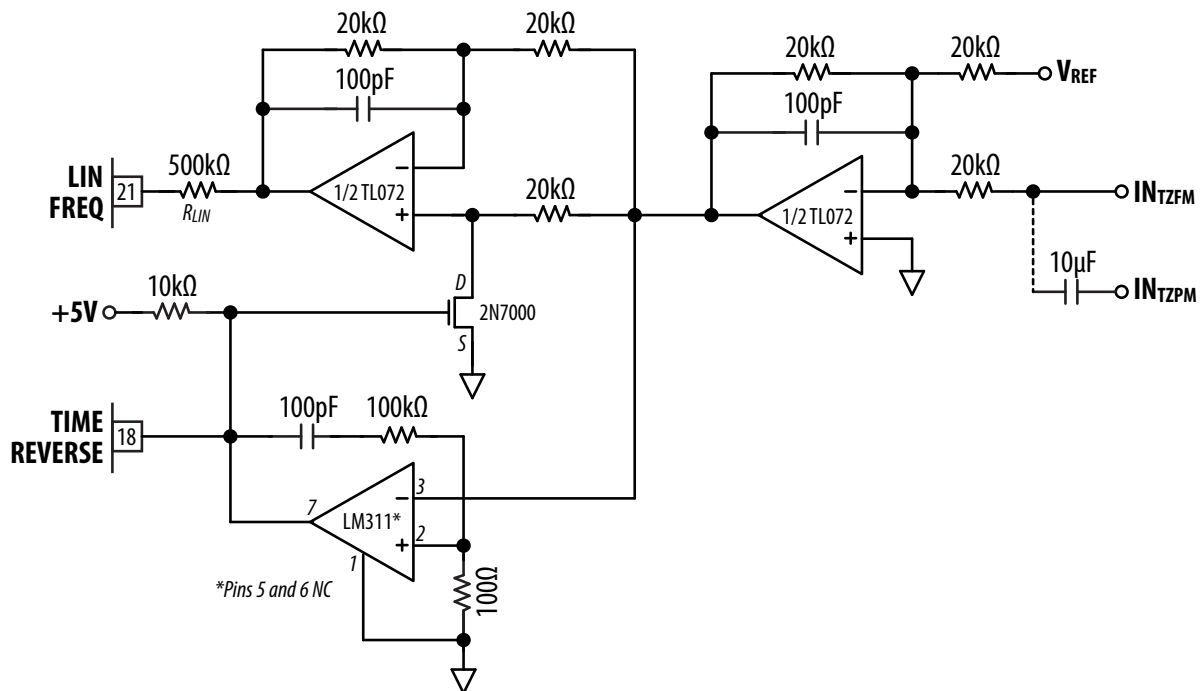 20kΩ
20kΩ
100pF
20kΩ
20kΩ
VREF
100pF
LIN
FREQ
21
500kΩ
RLIN
1/2 TL072
−
+
20kΩ
1/2 TL072
−
+
20kΩ
INTZFM
10µF
INTZPM
+5V
10kΩ
D
2N7000
S
TIME
REVERSE
18
100pF
100kΩ
7
LM311*
−
3
+
2
1
*Pins 5 and 6 NC
100Ω